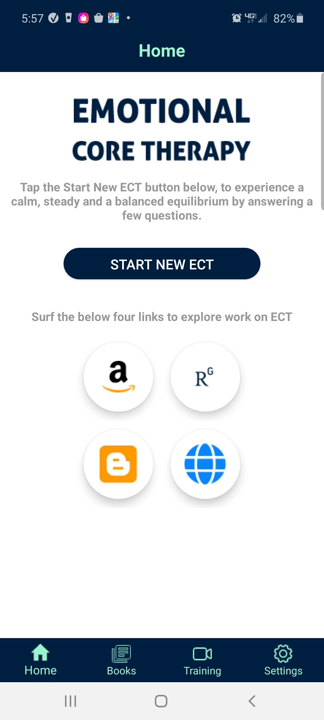 5:57
82%
Home
EMOTIONAL
CORE THERAPY
Tap the Start New ECT button below, to experience a
calm, steady and a balanced equilibrium by answering a
few questions.
START NEW ECT
Surf the below four links to explore work on ECT
a
RG
Home Books Training Settings